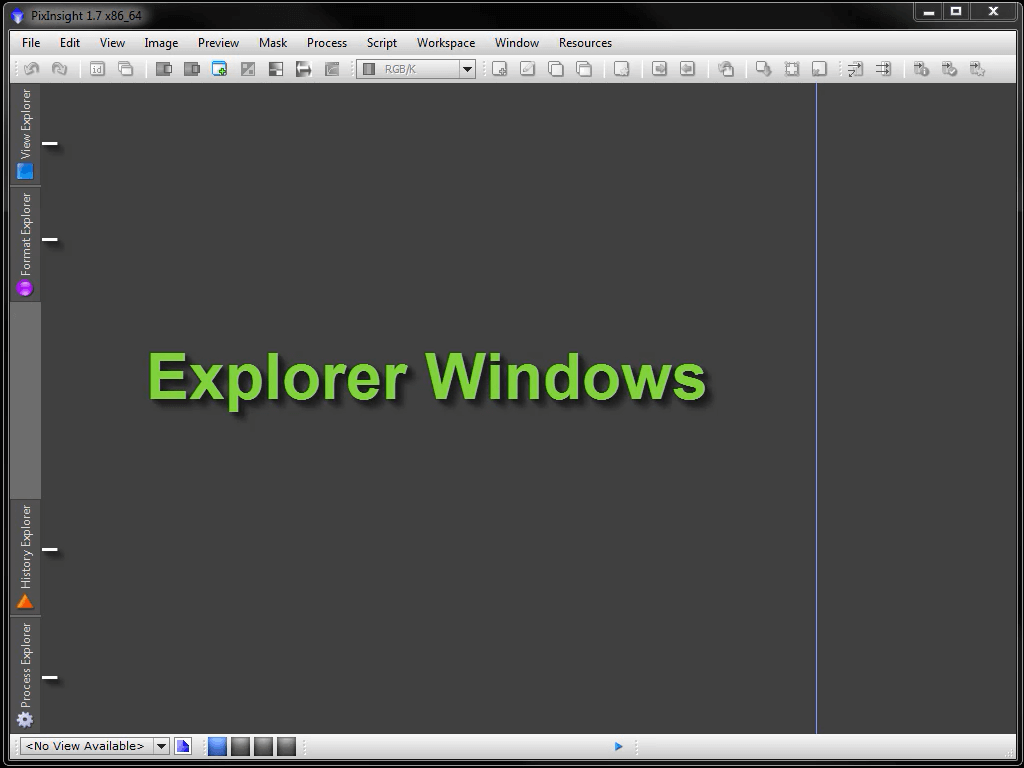 PixInsight 1.7 x86_64
File Edit View Image Preview Mask Process Script Workspace Window Resources
id RGB/K
View Explorer
Format Explorer
Explorer Windows
History Explorer
Process Explorer
<No View Available>